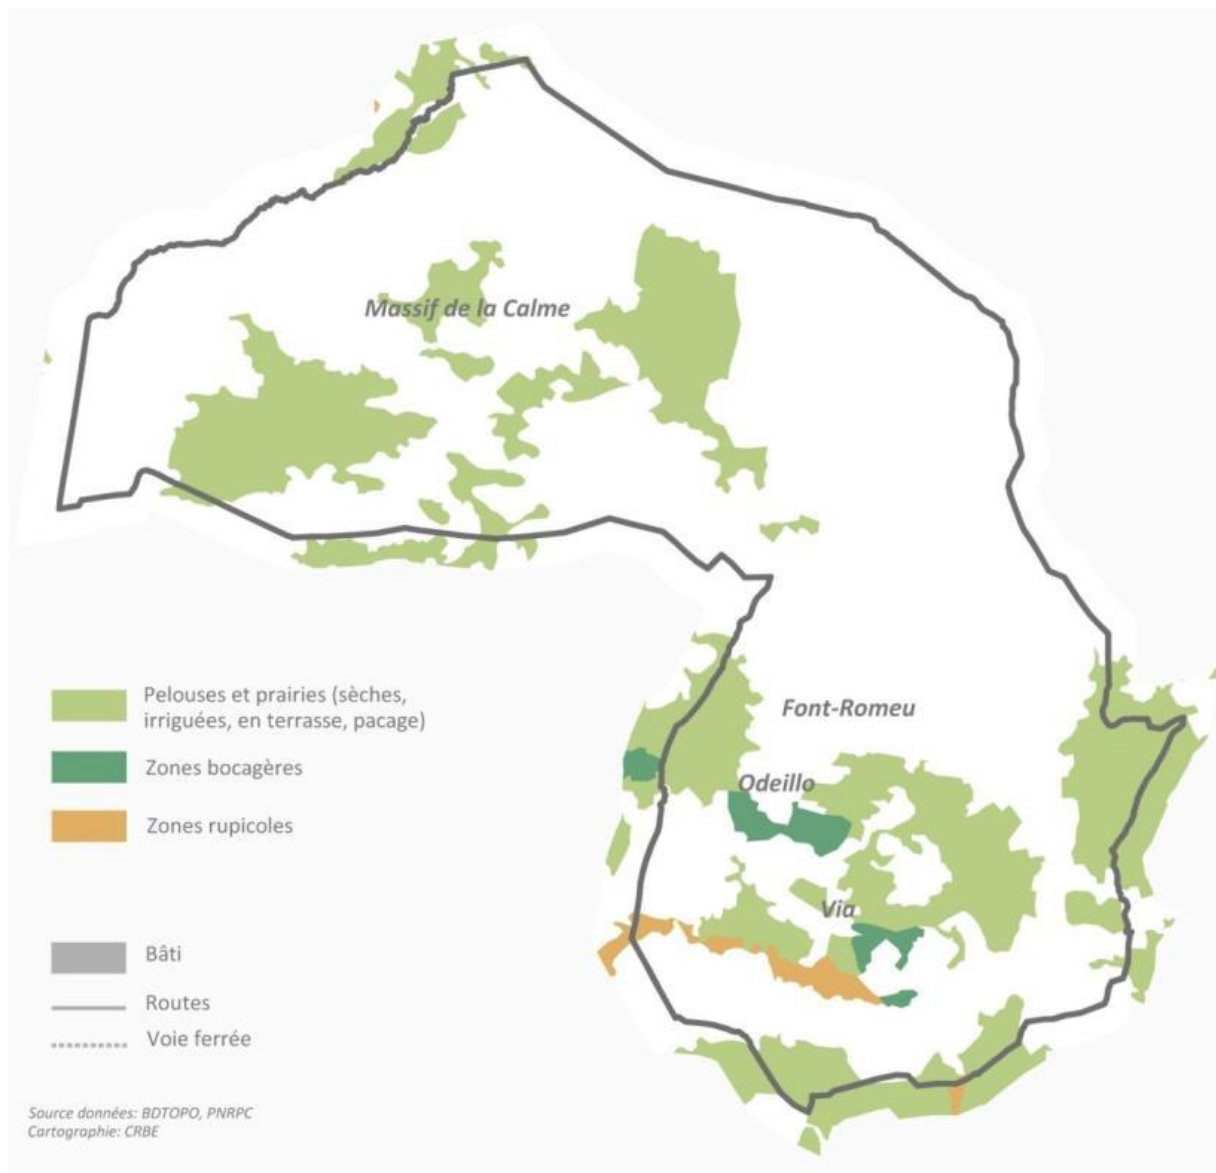 Massif de la Calme
Pelouses et prairies (sèches,
irriguées, en terrasse, pacage)
Font-Romeu
Zones bocagères
Odeillo
Zones rupicoles
Via
Bâti
Routes
Voie ferrée
Source données: BDTOPO, PNRPC
Cartographie: CRBE